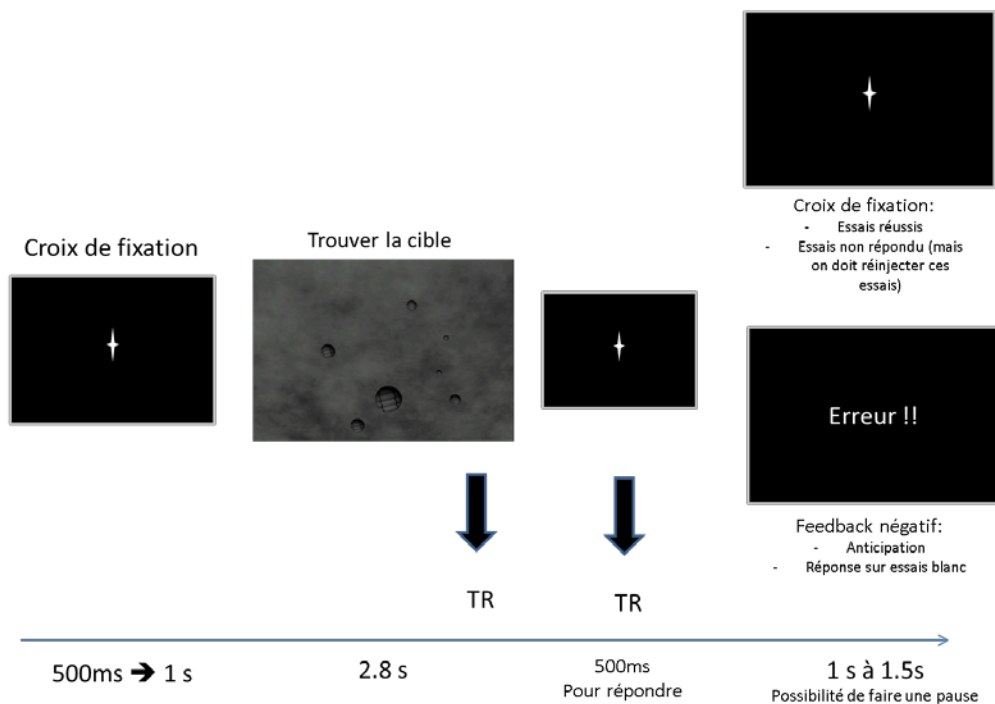 Croix de fixation
Trouver la cible
Croix de fixation:
- Essais réussis
- Essais non répondu (mais
on doit réinjecter ces
essais)
Erreur !!
Feedback négatif:
- Anticipation
- Réponse sur essais blanc
TR
TR
500ms → 1 s
2.8 s
500ms
Pour répondre
1 s à 1.5s
Possibilité de faire une pause